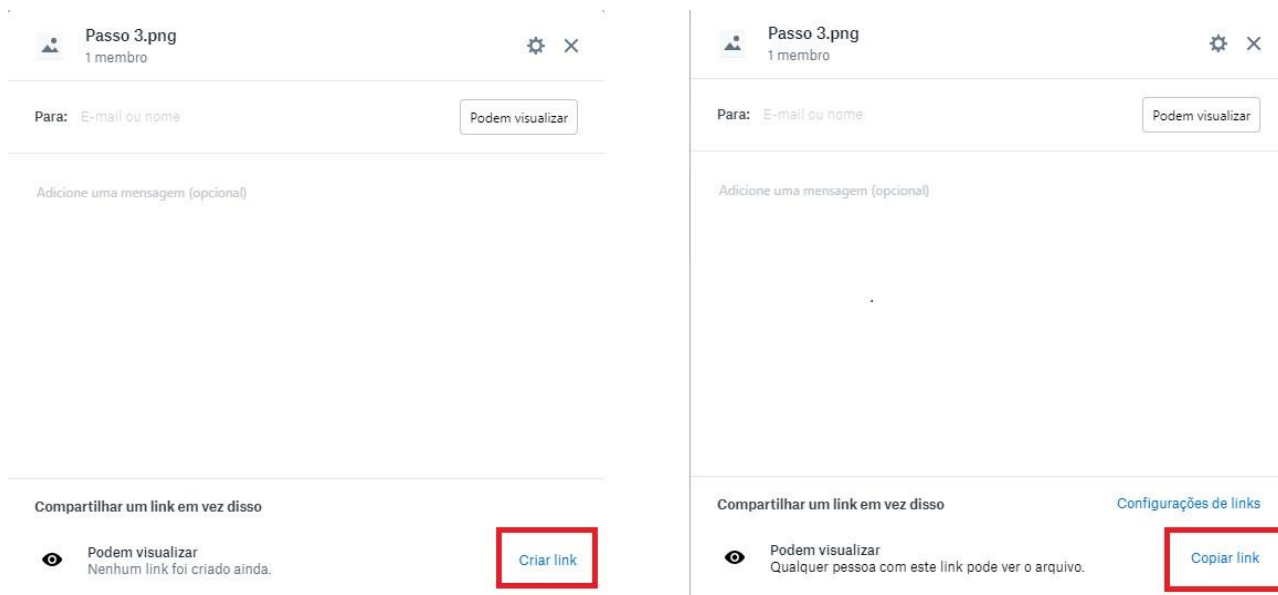 Passo 3.png
1 membro
Para: E-mail ou nome
Podem visualizar
Adicione uma mensagem (opcional)
Compartilhar um link em vez disso
Podem visualizar
Nenhum link foi criado ainda.
Criar link
Passo 3.png
1 membro
Para: E-mail ou nome
Podem visualizar
Adicione uma mensagem (opcional)
Compartilhar um link em vez disso
Configurações de links
Podem visualizar
Qualquer pessoa com este link pode ver o arquivo.
Copiar link